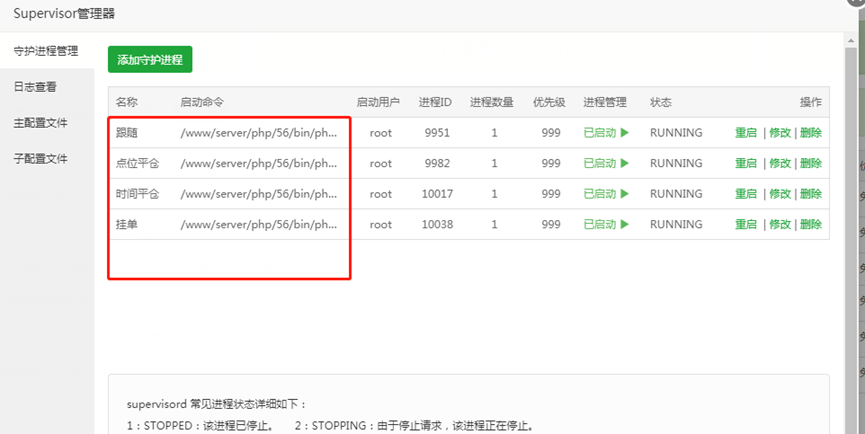 Supervisor管理器
守护进程管理
日志查看
主配置文件
子配置文件
添加守护进程
名称 启动命令 启动用户 进程ID 进程数量 优先级 进程管理 状态 操作
跟随 /www/server/php/56/bin/ph... root 9951 1 999 已启动 RUNNING 重启 | 修改 | 删除
点位平仓 /www/server/php/56/bin/ph... root 9982 1 999 已启动 RUNNING 重启 | 修改 | 删除
时间平仓 /www/server/php/56/bin/ph... root 10017 1 999 已启动 RUNNING 重启 | 修改 | 删除
挂单 /www/server/php/56/bin/ph... root 10038 1 999 已启动 RUNNING 重启 | 修改 | 删除
supervisord 常见进程状态详细如下：
1：STOPPED：该进程已停止。 2：STOPPING：由于停止请求，该进程正在停止。